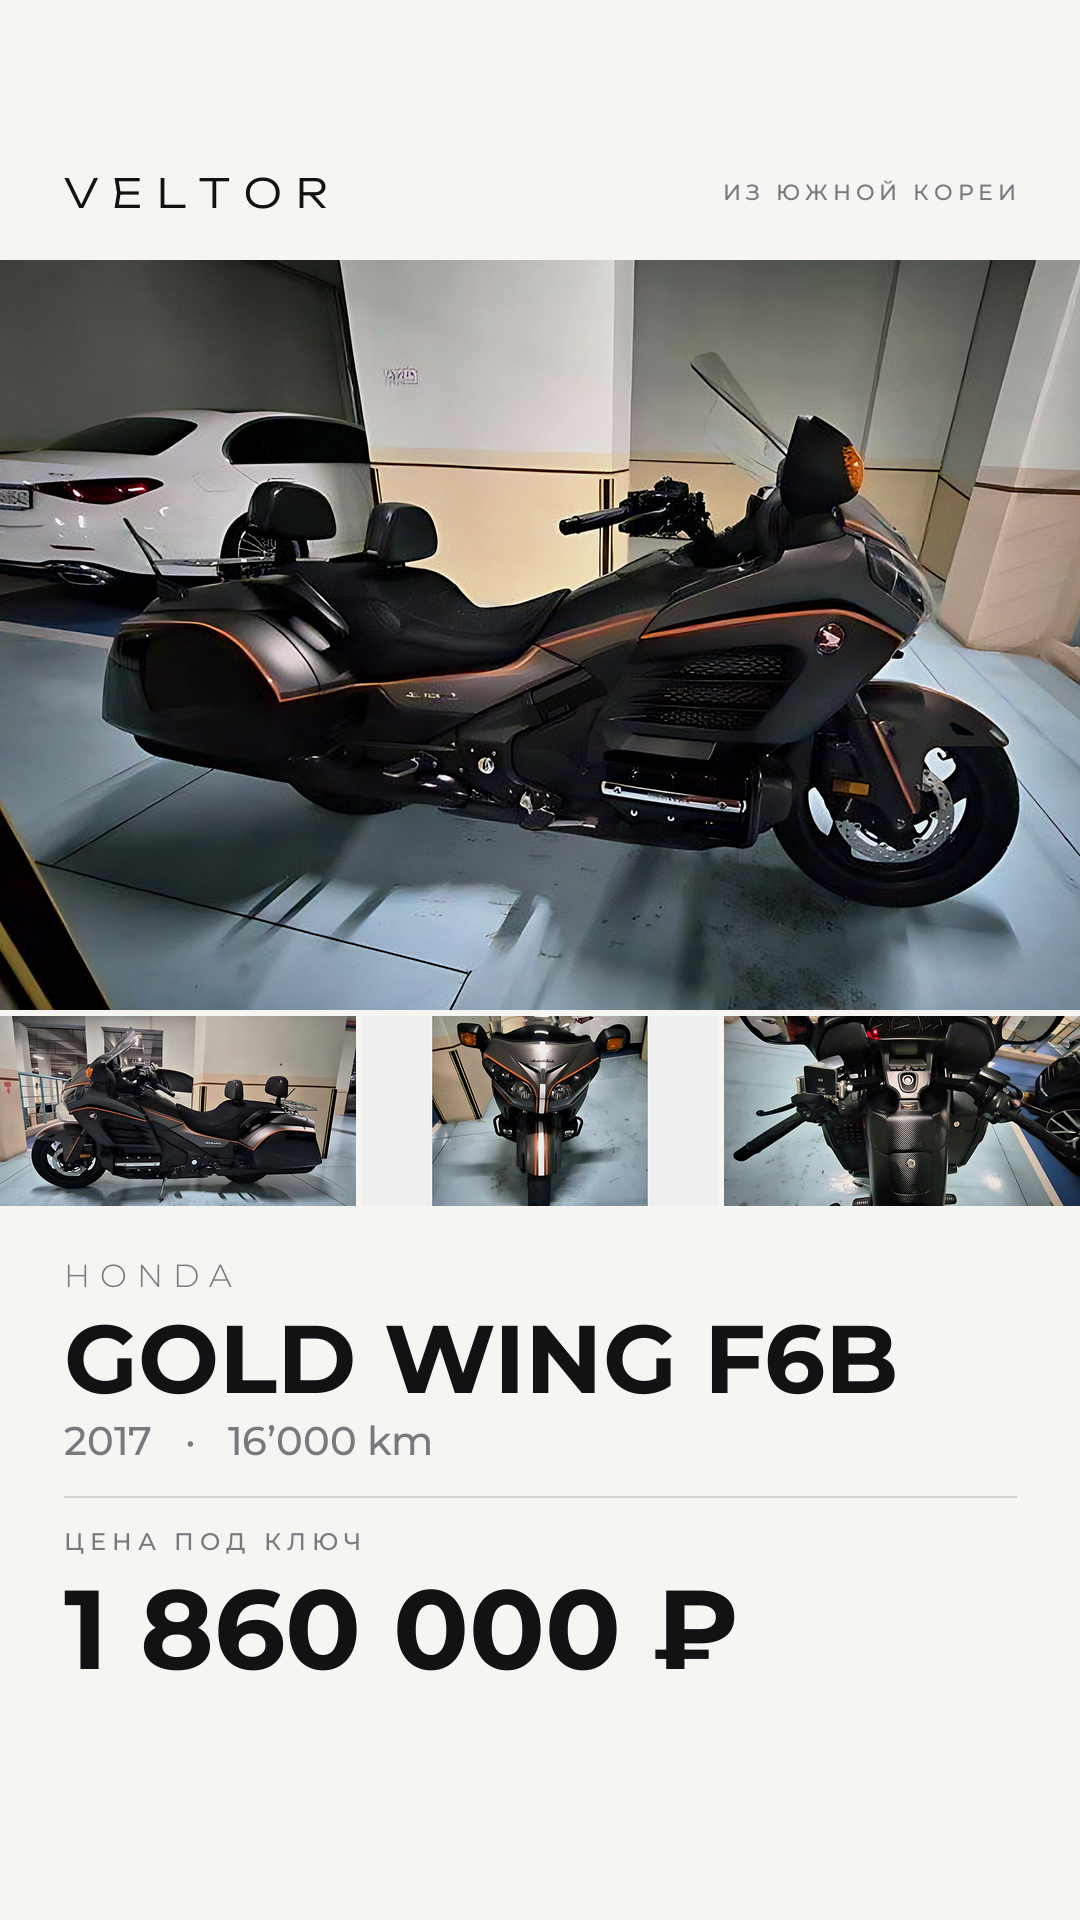 VELTOR
ИЗ ЮЖНОЙ КОРЕИ
HONDA
GOLD WING F6B
2017 · 16’000 km
ЦЕНА ПОД КЛЮЧ
1 860 000 ₽